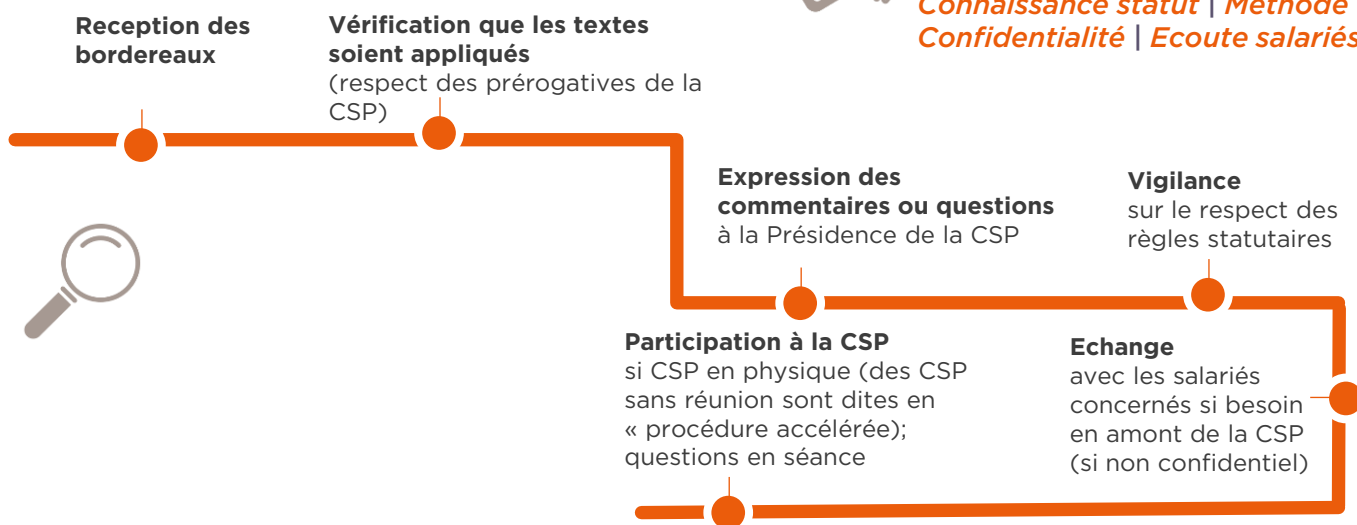 Connaissance statut | Méthode
Confidentialité | Ecoute salariés
Reception des
bordereaux
Vérification que les textes
soient appliqués
(respect des prérogatives de la
CSP)
Expression des
commentaires ou questions
à la Présidence de la CSP
Vigilance
sur le respect des
règles statutaires
Echange
avec les salariés
concernés si besoin
en amont de la CSP
(si non confidentiel)
Participation à la CSP
si CSP en physique (des CSP
sans réunion sont dites en
« procédure accélérée);
questions en séance